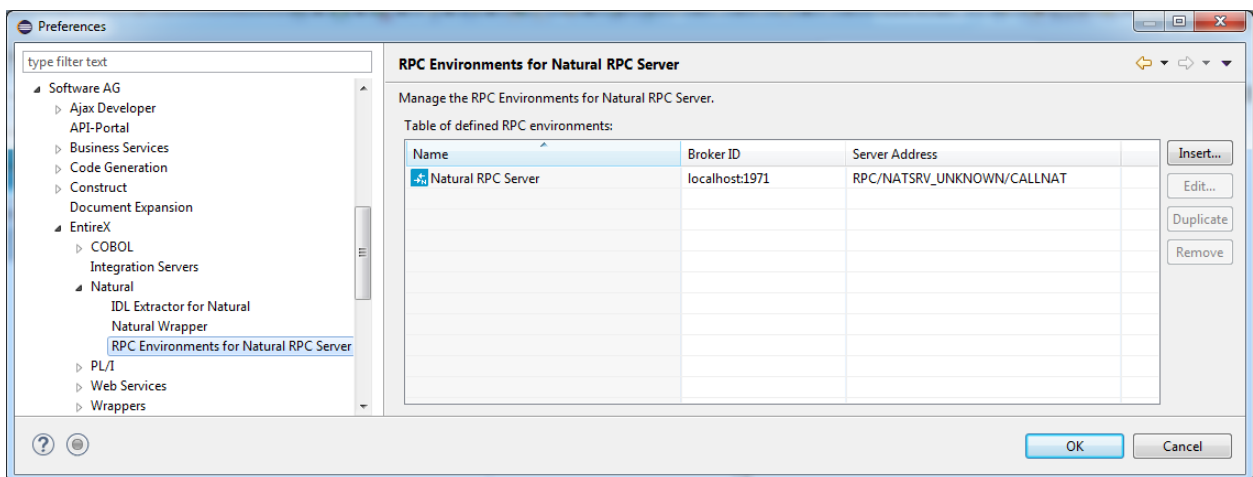 Preferences
type filter text
Software AG
Ajax Developer
API-Portal
Business Services
Code Generation
Construct
Document Expansion
EntireX
COBOL
Integration Servers
Natural
IDL Extractor for Natural
Natural Wrapper
RPC Environments for Natural RPC Server
PL/I
Web Services
Wrappers
RPC Environments for Natural RPC Server
Manage the RPC Environments for Natural RPC Server.
Table of defined RPC environments:
Name Broker ID Server Address
Natural RPC Server localhost:1971 RPC/NATSRV_UNKNOWN/CALLNAT
Insert...
Edit...
Duplicate
Remove
OK Cancel